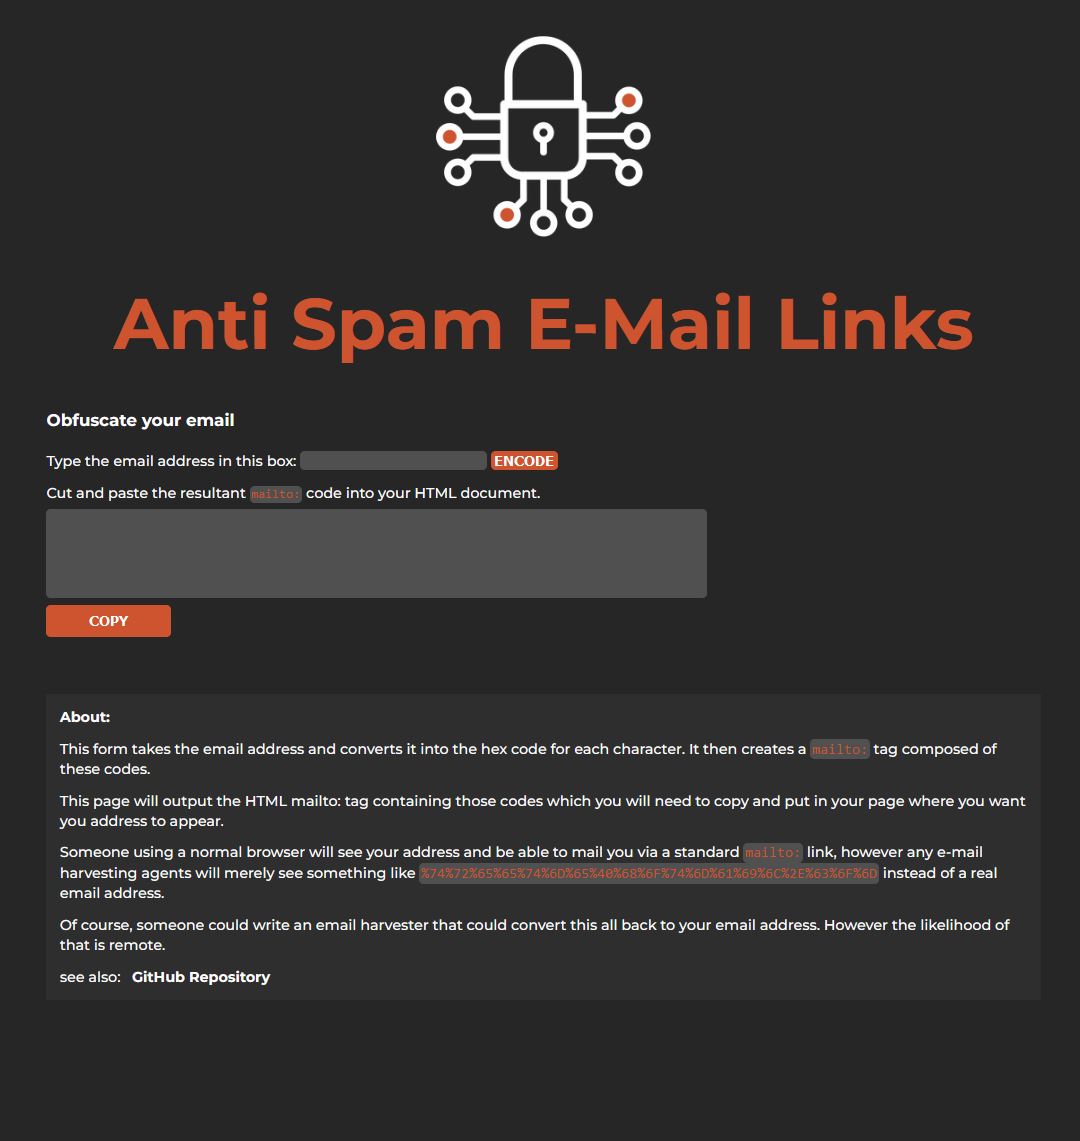 Anti Spam E-Mail Links
Obfuscate your email
Type the email address in this box: ENCODE
Cut and paste the resultant mailto: code into your HTML document.
COPY
About:
This form takes the email address and converts it into the hex code for each character. It then creates a mailto: tag composed of
these codes.
This page will output the HTML mailto: tag containing those codes which you will need to copy and put in your page where you want
you address to appear.
Someone using a normal browser will see your address and be able to mail you via a standard mailto: link, however any e-mail
harvesting agents will merely see something like %74%72%65%65%74%6D%65%40%68%6F%74%6D%61%69%6C%2E%63%6F%6D instead of a real
email address.
Of course, someone could write an email harvester that could convert this all back to your email address. However the likelihood of
that is remote.
see also: GitHub Repository